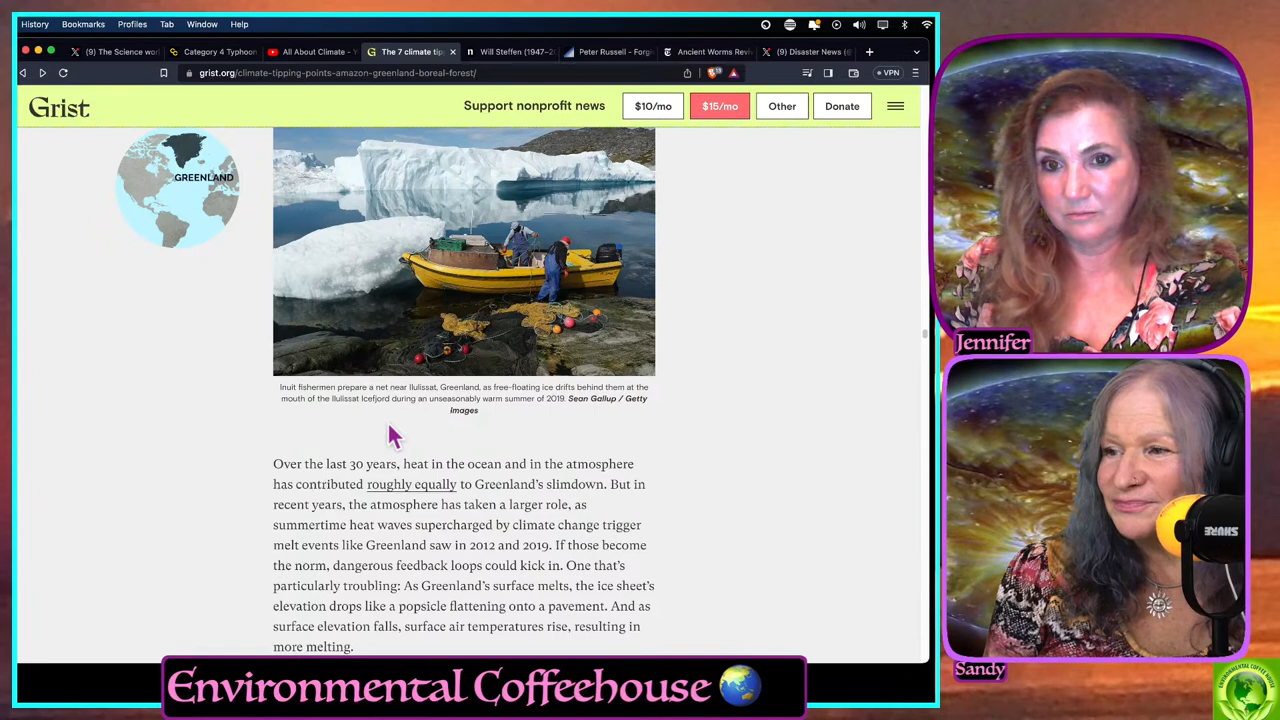 History Bookmarks Profiles Tab Window Help
(9) The Science wor
Category 4 Typhoon
All About Climate - Y
The 7 climate tip
Will Steffen (1947–2
Peter Russell - Forgi
Ancient Worms Revi
(9) Disaster News (@
grist.org/climate-tipping-points-amazon-greenland-boreal-forest/
VPN
Grist
Support nonprofit news
$10/mo
$15/mo
Other
Donate
GREENLAND
Inuit fishermen prepare a net near Ilulissat, Greenland, as free-floating ice drifts behind them at the
mouth of the Ilulissat Icefjord during an unseasonably warm summer of 2019. Sean Gallup / Getty
Images
Over the last 30 years, heat in the ocean and in the atmosphere
has contributed roughly equally to Greenland's slimdown. But in
recent years, the atmosphere has taken a larger role, as
summertime heat waves supercharged by climate change trigger
melt events like Greenland saw in 2012 and 2019. If those become
the norm, dangerous feedback loops could kick in. One that's
particularly troubling: As Greenland's surface melts, the ice sheet's
elevation drops like a popsicle flattening onto a pavement. And as
surface elevation falls, surface air temperatures rise, resulting in
more melting.
Jennifer
SHURE
Sandy
Environmental Coffeehouse
ENVIRONMENTAL COFFEE HOUSE